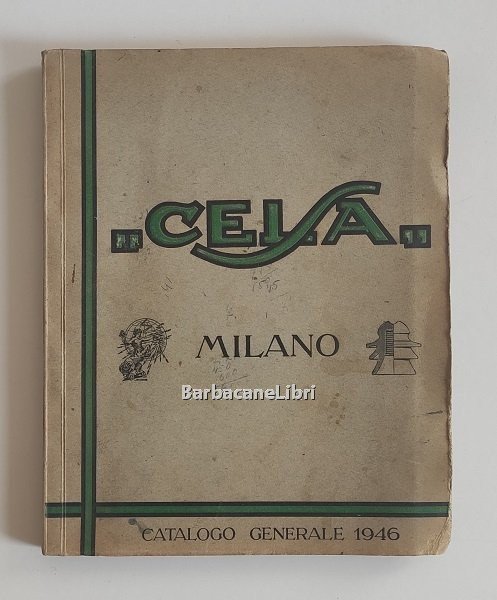 „CELSA"
MILANO
BarbacaneLibri
CATALOGO GENERALE 1946